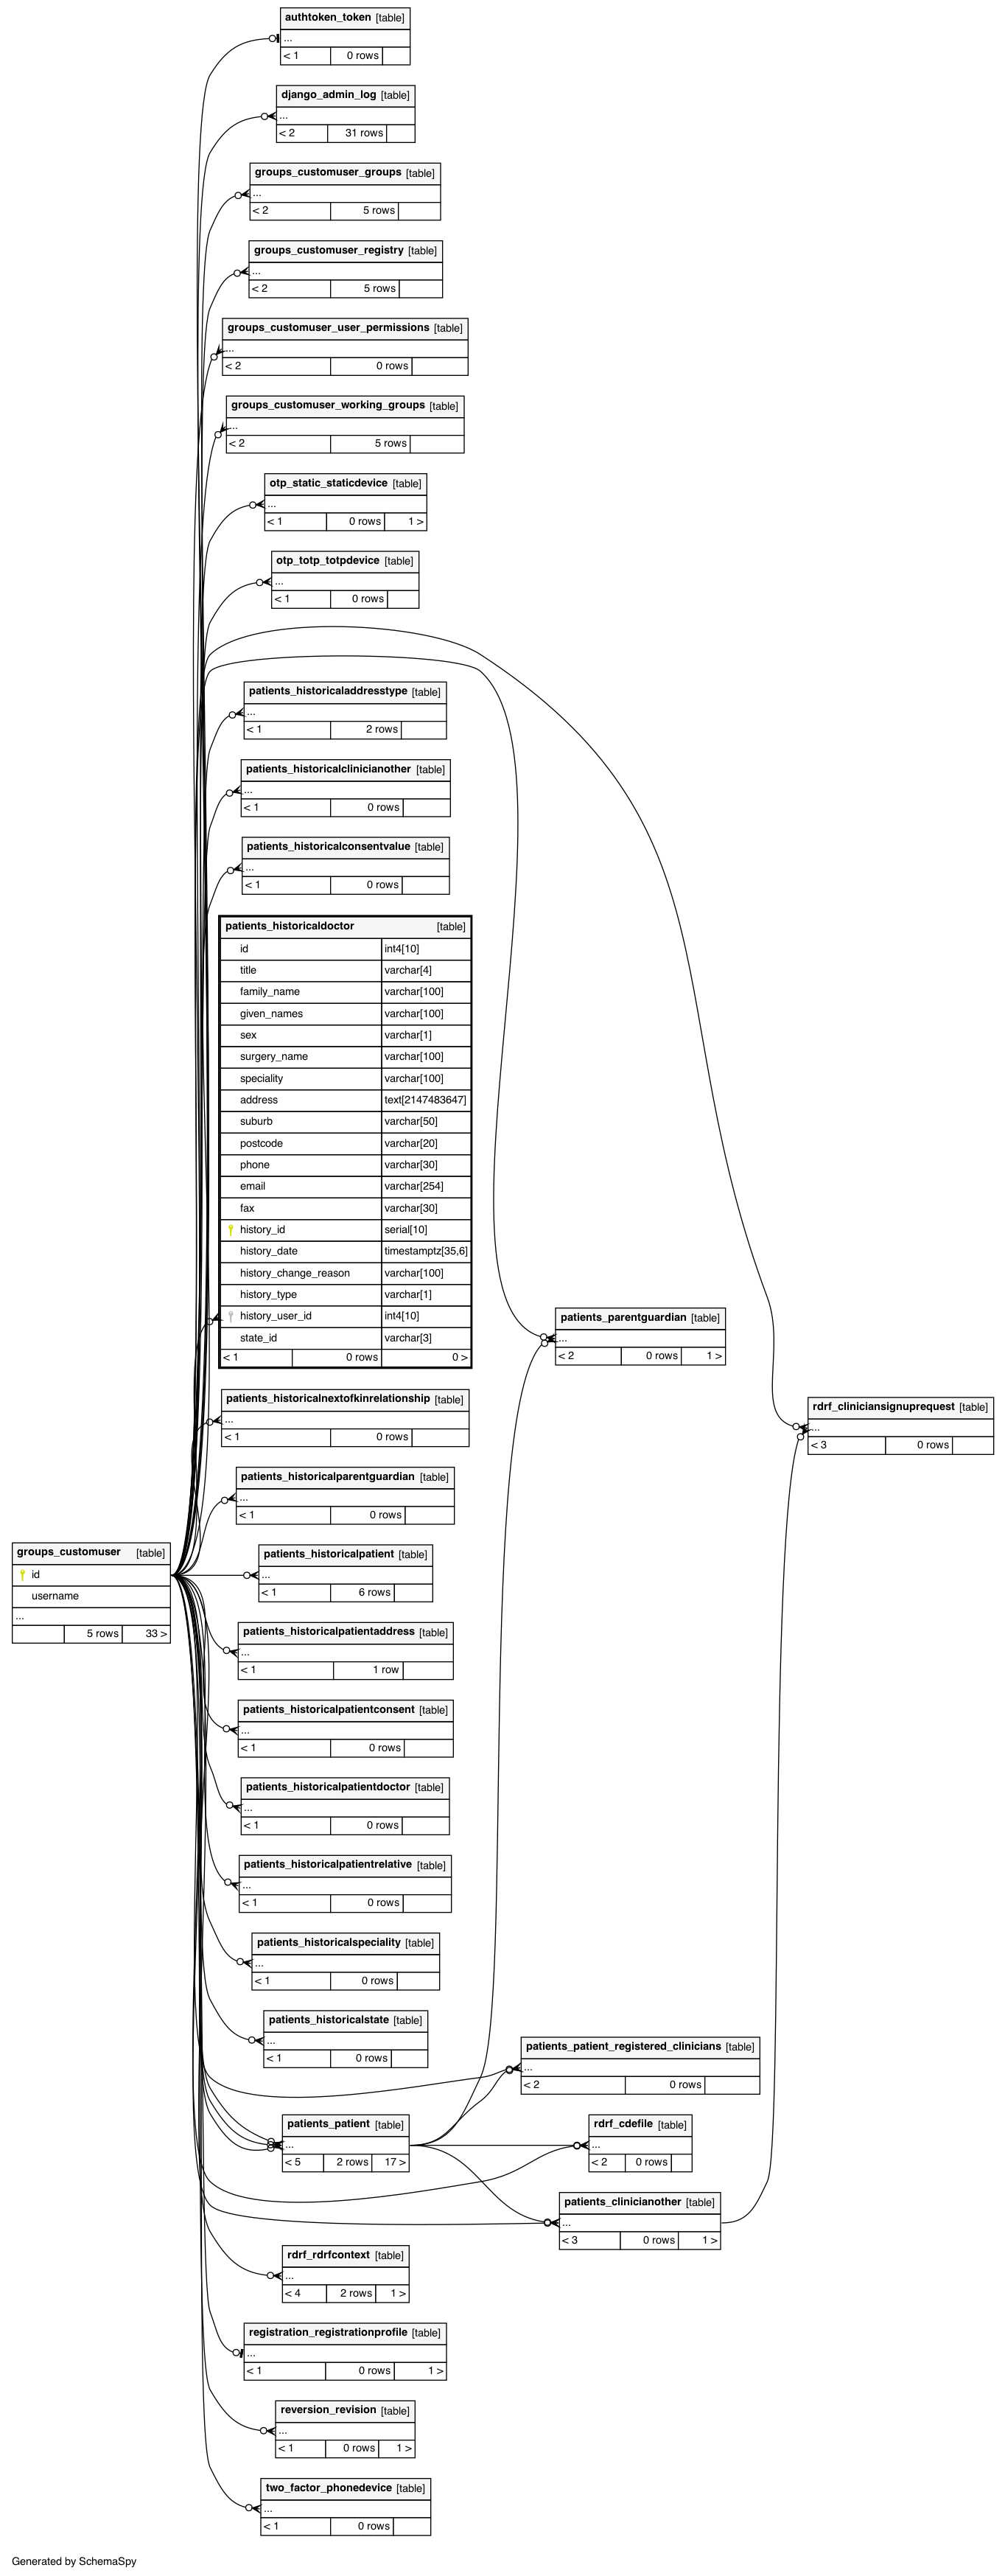 authtoken_token [table]
...
< 1 0 rows
django_admin_log [table]
...
< 2 31 rows
groups_customuser_groups [table]
...
< 2 5 rows
groups_customuser_registry [table]
...
< 2 5 rows
groups_customuser_user_permissions [table]
...
< 2 0 rows
groups_customuser_working_groups [table]
...
< 2 5 rows
otp_static_staticdevice [table]
...
< 1 0 rows 1 >
otp_totp_totpdevice [table]
...
< 1 0 rows
patients_historicaladdresstype [table]
...
< 1 2 rows
patients_historicalclinicianother [table]
...
< 1 0 rows
patients_historicalconsentvalue [table]
...
< 1 0 rows
patients_historicaldoctor [table]
id int4[10]
title varchar[4]
family_name varchar[100]
given_names varchar[100]
sex varchar[1]
surgery_name varchar[100]
speciality varchar[100]
address text[2147483647]
suburb varchar[50]
postcode varchar[20]
phone varchar[30]
email varchar[254]
fax varchar[30]
history_id serial[10]
history_date timestamptz[35,6]
history_change_reason varchar[100]
history_type varchar[1]
history_user_id int4[10]
state_id varchar[3]
< 1 0 rows 0 >
patients_parentguardian [table]
...
< 2 0 rows 1 >
rdrf_cliniciansignuprequest [table]
...
< 3 0 rows
patients_historicalnextofkinrelationship [table]
...
< 1 0 rows
patients_historicalparentguardian [table]
...
< 1 0 rows
groups_customuser [table]
id
username
...
5 rows 33 >
patients_historicalpatient [table]
...
< 1 6 rows
patients_historicalpatientaddress [table]
...
< 1 1 row
patients_historicalpatientconsent [table]
...
< 1 0 rows
patients_historicalpatientdoctor [table]
...
< 1 0 rows
patients_historicalpatientrelative [table]
...
< 1 0 rows
patients_historicalspeciality [table]
...
< 1 0 rows
patients_historicalstate [table]
...
< 1 0 rows
patients_patient_registered_clinicians [table]
...
< 2 0 rows
patients_patient [table]
...
< 5 2 rows 17 >
rdrf_cdefile [table]
...
< 2 0 rows
patients_clinicianother [table]
...
< 3 0 rows 1 >
rdrf_rdrfcontext [table]
...
< 4 2 rows 1 >
registration_registrationprofile [table]
...
< 1 0 rows 1 >
reversion_revision [table]
...
< 1 0 rows 1 >
two_factor_phonedevice [table]
...
< 1 0 rows
Generated by SchemaSpy